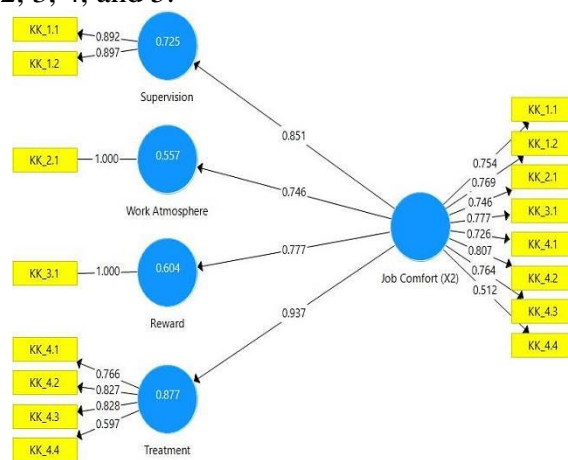 2, 3, 4, and 5.
KK_1.1
KK_1.2
0.892
0.897
0.725
Supervision
KK_2.1
1.000
0.557
Work Atmosphere
KK_3.1
1.000
0.604
Reward
KK_4.1
KK_4.2
KK_4.3
KK_4.4
0.766
0.827
0.828
0.597
0.877
Treatment
0.851
0.746
0.777
0.937
Job Comfort (X2)
0.754
0.769
0.746
0.777
0.726
0.807
0.764
0.512
KK_1.1
KK_1.2
KK_2.1
KK_3.1
KK_4.1
KK_4.2
KK_4.3
KK_4.4